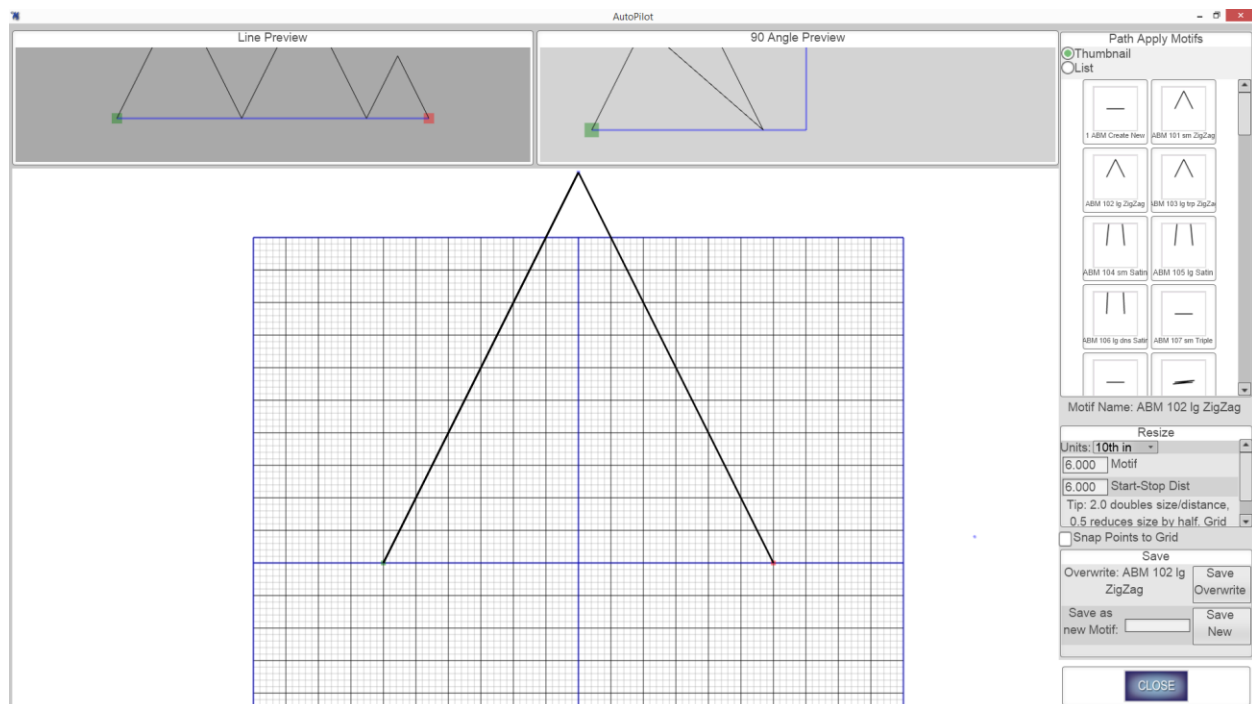 AutoPilot
Line Preview
90 Angle Preview
Path Apply Motifs
Thumbnail
List
1 ABM Create New
ABM 101 sm ZigZag
ABM 102 lg ZigZag
ABM 103 lg trp ZigZa
ABM 104 sm Satin
ABM 105 lg Satin
ABM 106 lg dns Satin
ABM 107 sm Triple
Motif Name: ABM 102 lg ZigZag
Resize
Units: 10th in
6.000 Motif
6.000 Start-Stop Dist
Tip: 2.0 doubles size/distance,
0.5 reduces size by half. Grid
Snap Points to Grid
Save
Overwrite: ABM 102 lg
ZigZag
Save
Overwrite
Save as
new Motif:
Save
New
CLOSE